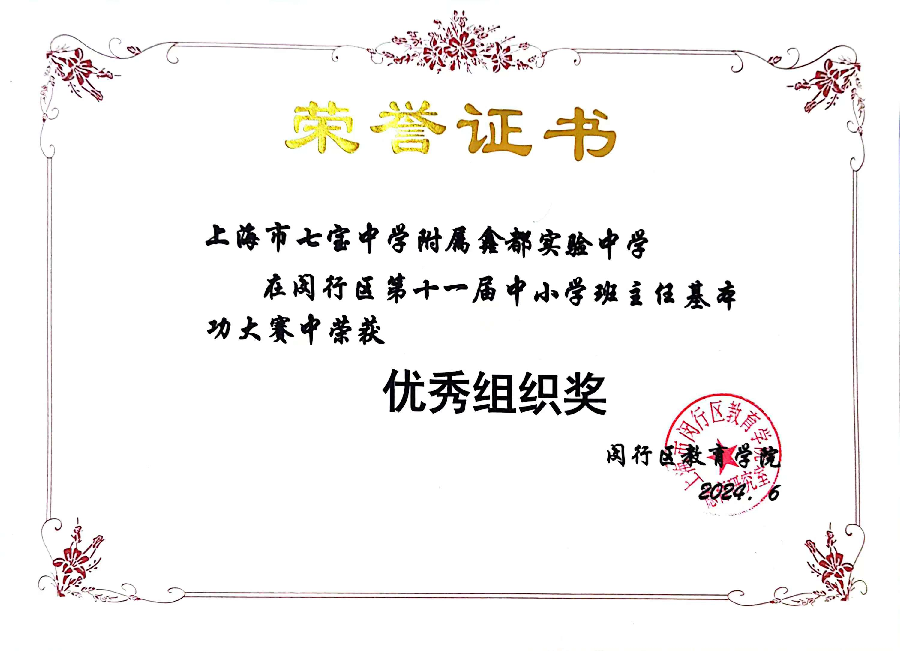 荣誉证书
上海市七宝中学附属鑫都实验中学
在闵行区第十一届中小学班主任基本
功大赛中荣获
优秀组织奖
上海市闵行区教育学院
闵行区教育学院
2024.6